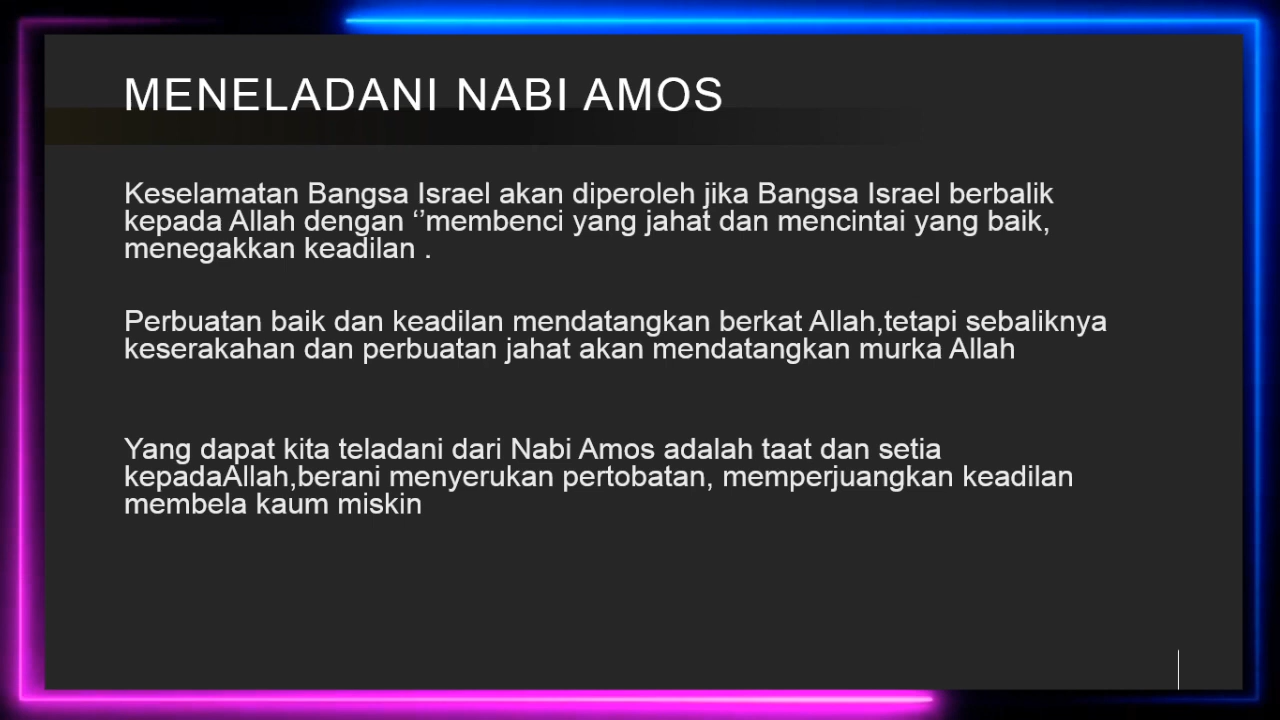 MENELADANI NABI AMOS
Keselamatan Bangsa Israel akan diperoleh jika Bangsa Israel berbalik
kepada Allah dengan ‘’membenci yang jahat dan mencintai yang baik,
menegakkan keadilan .
Perbuatan baik dan keadilan mendatangkan berkat Allah,tetapi sebaliknya
keserakahan dan perbuatan jahat akan mendatangkan murka Allah
Yang dapat kita teladani dari Nabi Amos adalah taat dan setia
kepadaAllah,berani menyerukan pertobatan, memperjuangkan keadilan
membela kaum miskin